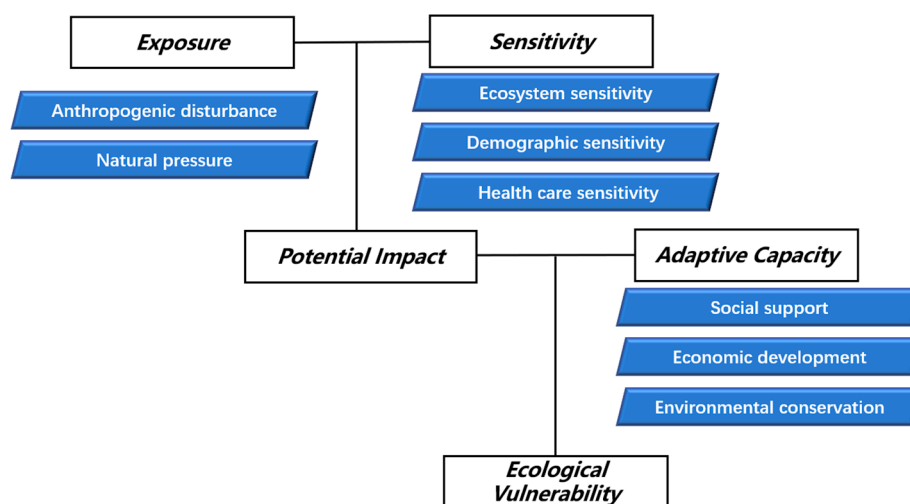 Exposure
Sensitivity
Anthropogenic disturbance
Natural pressure
Ecosystem sensitivity
Demographic sensitivity
Health care sensitivity
Potential Impact
Adaptive Capacity
Social support
Economic development
Environmental conservation
Ecological
Vulnerability